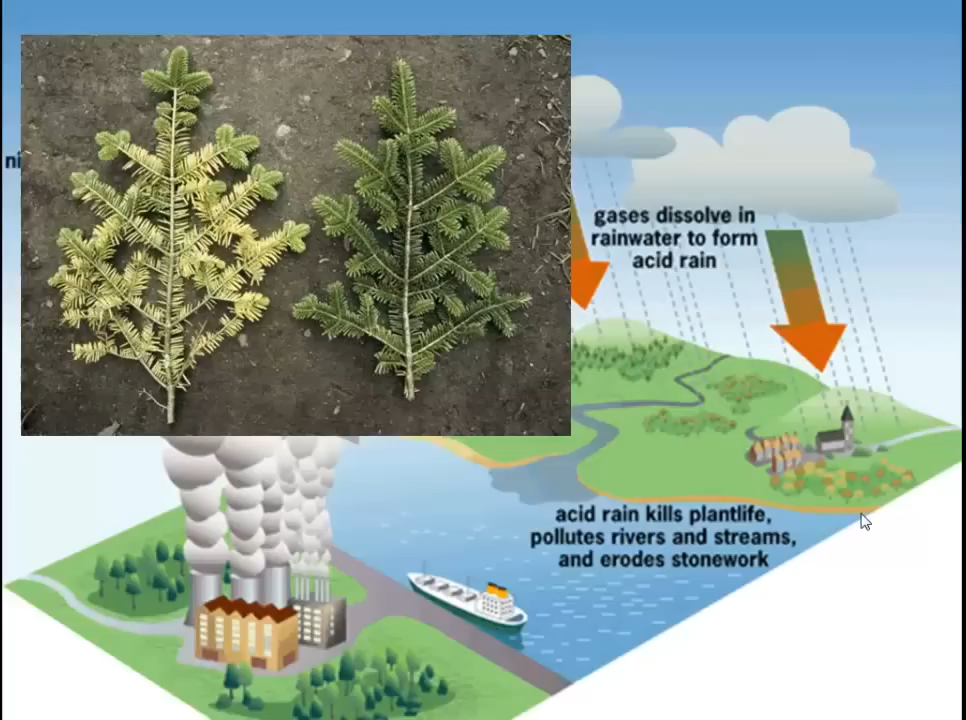 ni
gases dissolve in
rainwater to form
acid rain
acid rain kills plantlife,
pollutes rivers and streams,
and erodes stonework